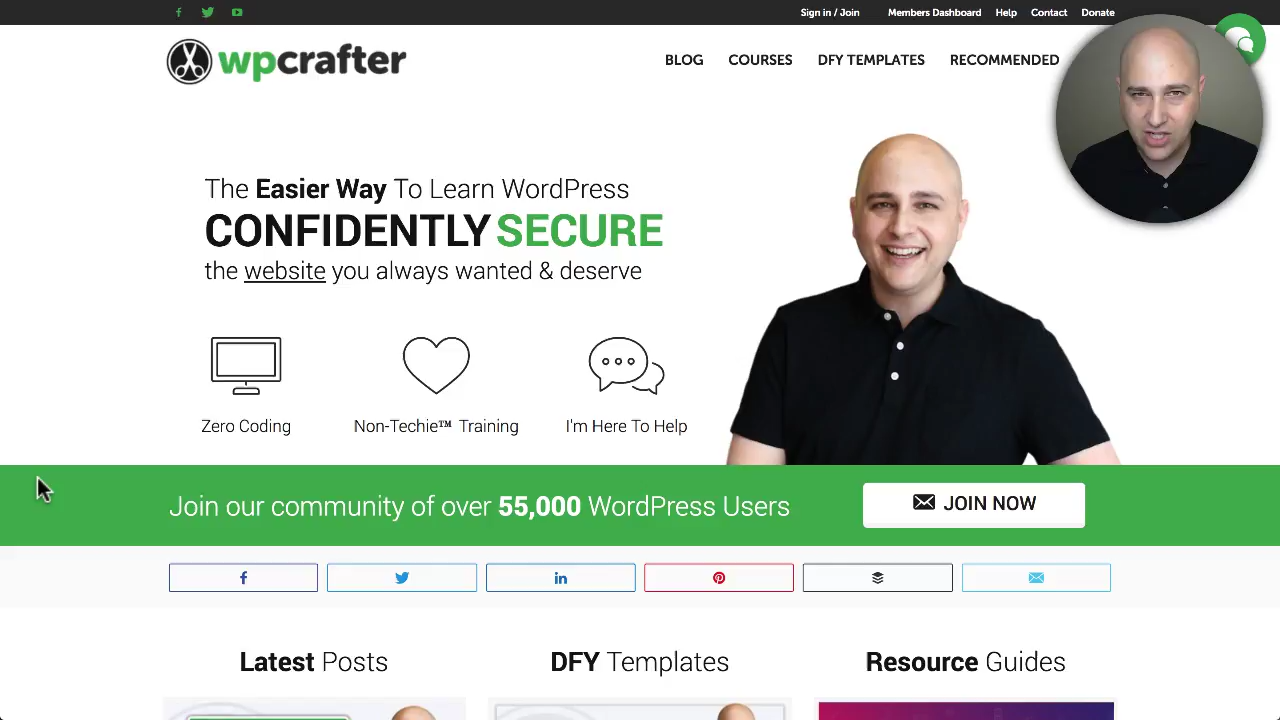 Sign in / Join Members Dashboard Help Contact Donate
wpcrafter
BLOG COURSES DFY TEMPLATES RECOMMENDED
The Easier Way To Learn WordPress
CONFIDENTLY SECURE
the website you always wanted & deserve
Zero Coding Non-Techie™ Training I'm Here To Help
Join our community of over 55,000 WordPress Users JOIN NOW
Latest Posts DFY Templates Resource Guides